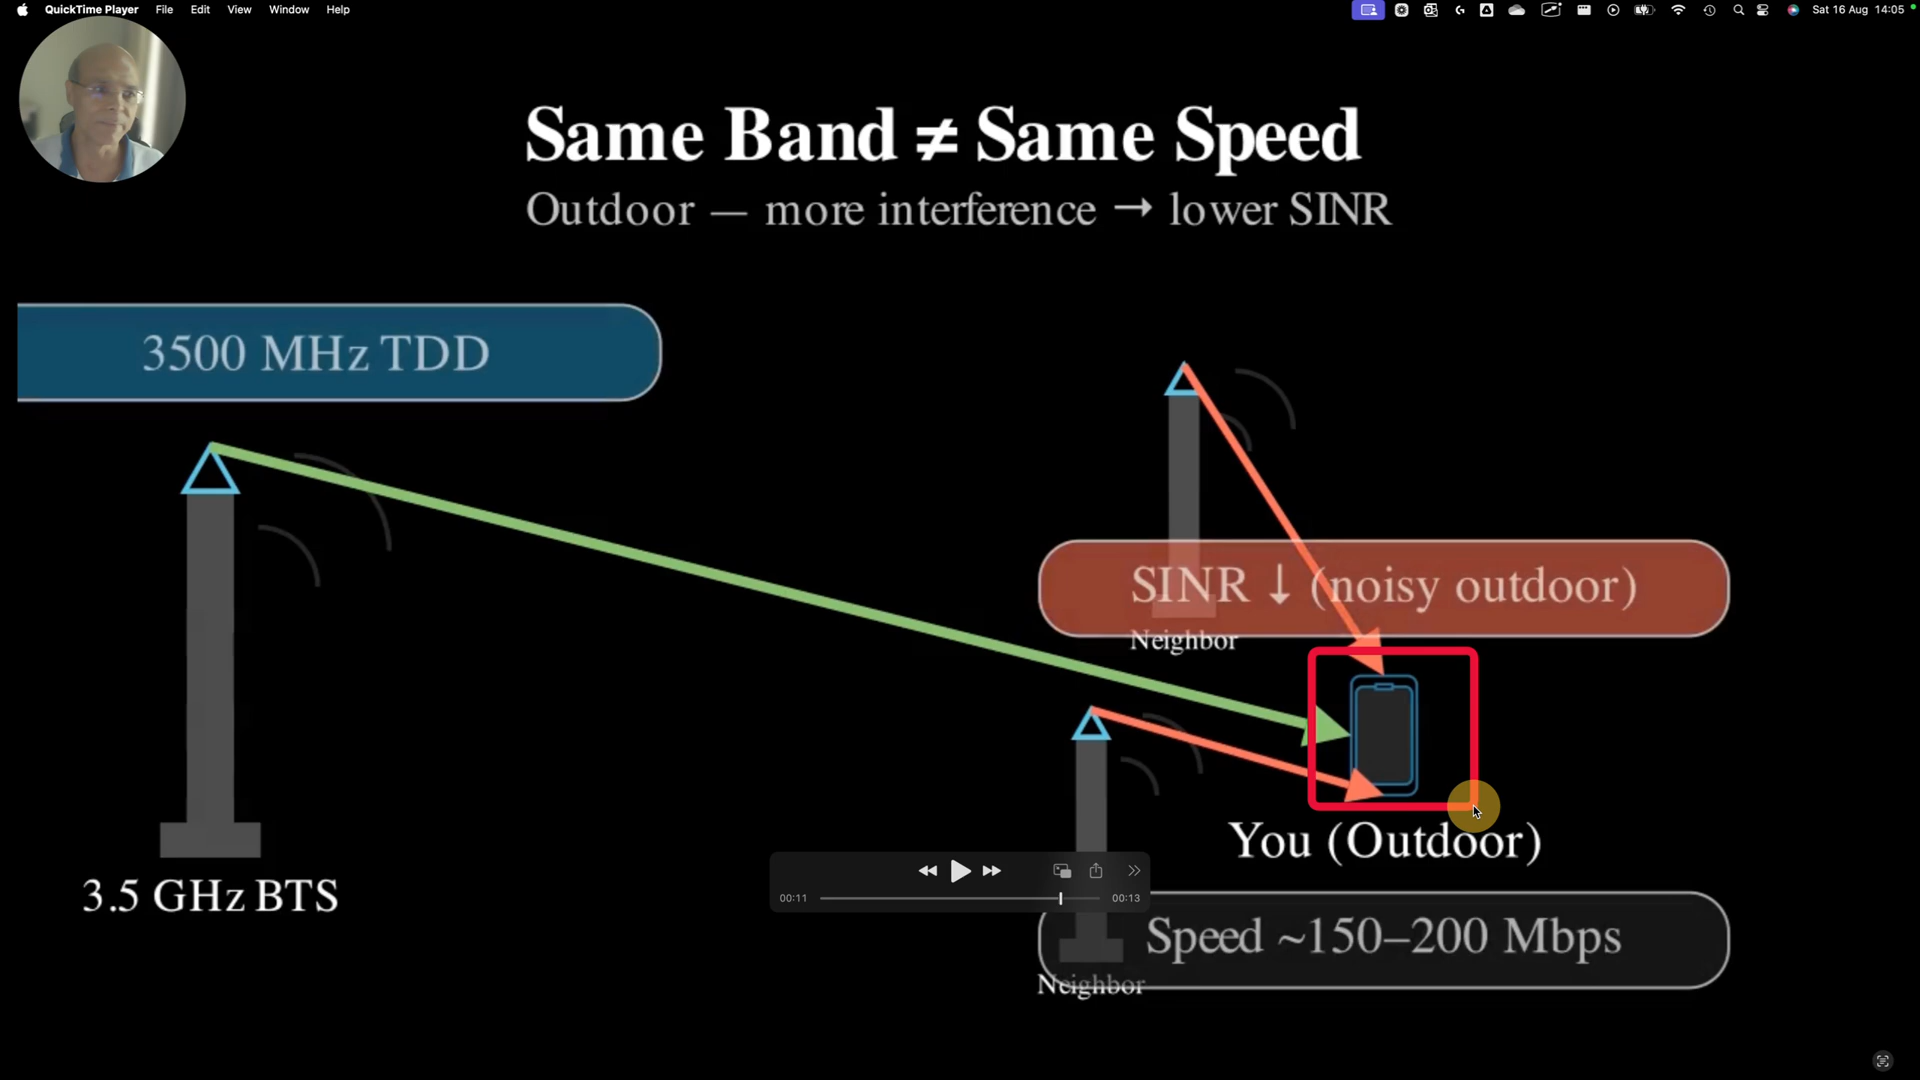 QuickTime Player File Edit View Window Help
Sat 16 Aug 14:05
Same Band ≠ Same Speed
Outdoor — more interference → lower SINR
3500 MHz TDD
SINR ↓ (noisy outdoor)
Neighbor
You (Outdoor)
3.5 GHz BTS
00:11
00:13
Speed ~150–200 Mbps
Neighbor